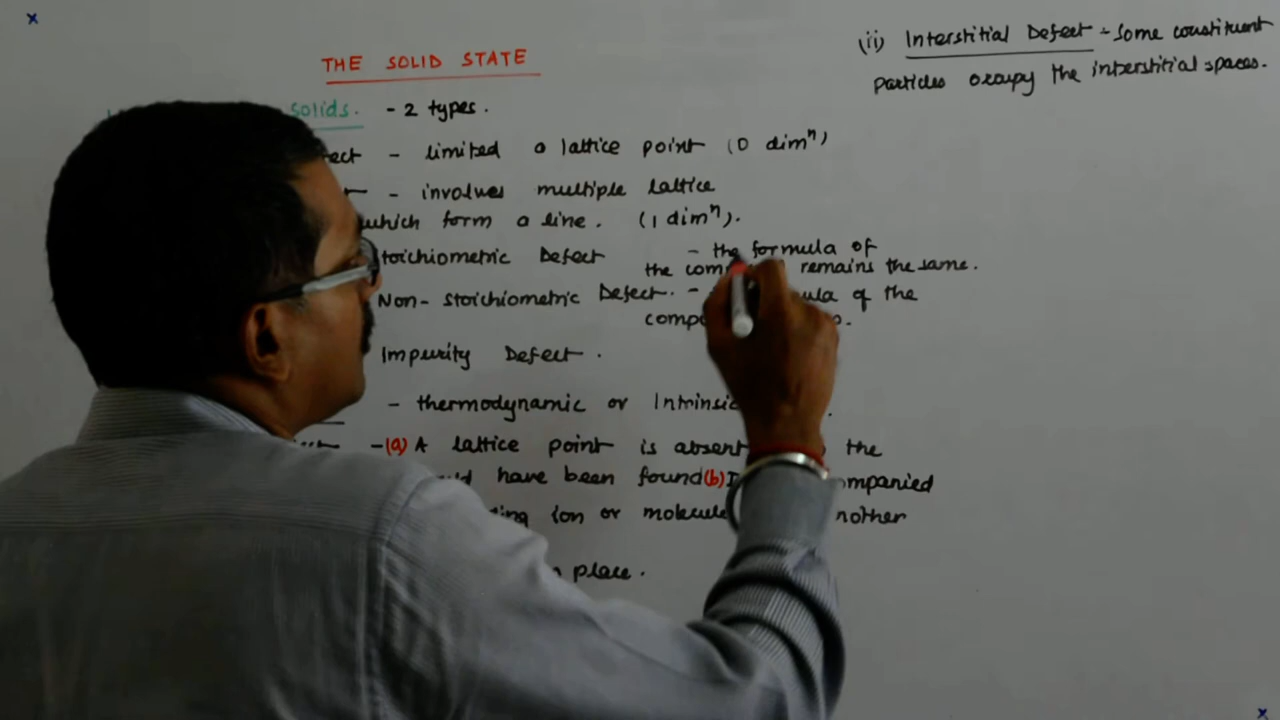 THE SOLID STATE
solids. - 2 types.
ect - limited a lattice point (0 dimⁿ)
- involves multiple lattice
which form a line. (1 dimⁿ).
toichiometric Defect - the formula of
the com remains the same.
Non-stoichiometric Defect. - ula of the
compo
Impurity Defect.
- thermodynamic or Intrinsic
- (a) A lattice point is absent the
have been found (b) mpanied
ion or molecule nother
place.
(ii) Interstitial Defect - Some constituent
particles occupy the interstitial spaces.